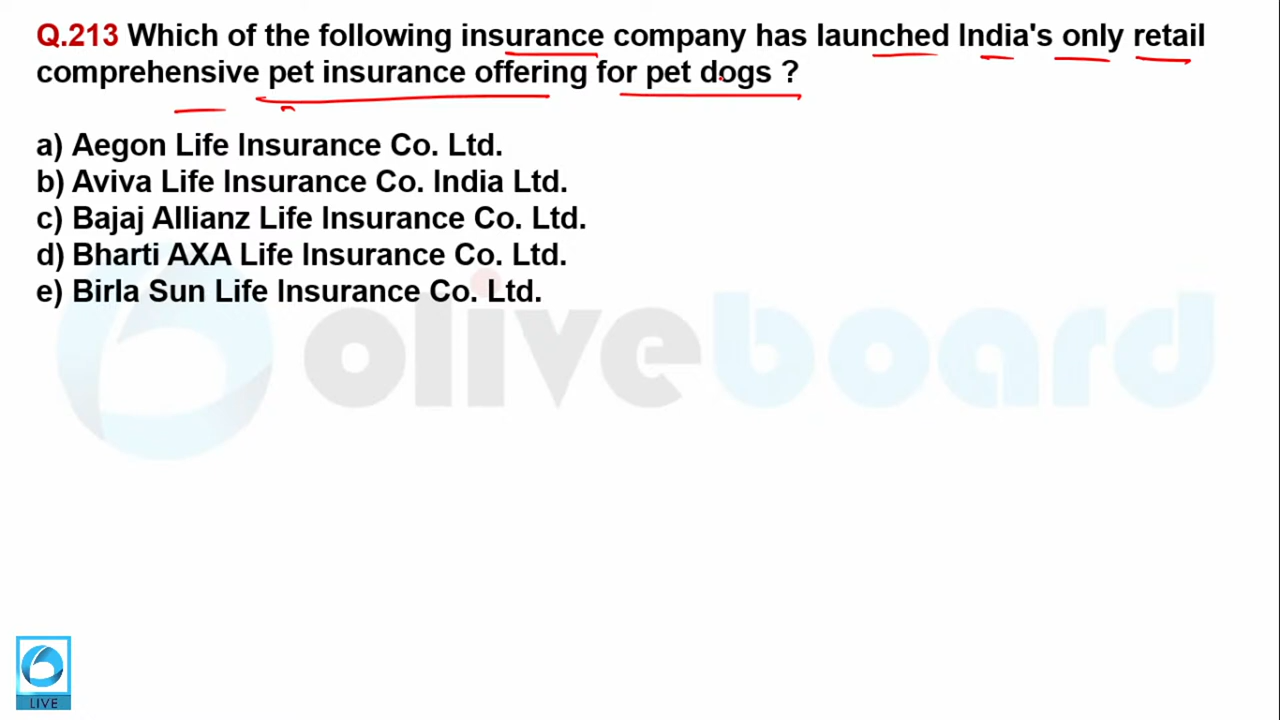 Q.213 Which of the following insurance company has launched India's only retail
comprehensive pet insurance offering for pet dogs ?
a) Aegon Life Insurance Co. Ltd.
b) Aviva Life Insurance Co. India Ltd.
c) Bajaj Allianz Life Insurance Co. Ltd.
d) Bharti AXA Life Insurance Co. Ltd.
e) Birla Sun Life Insurance Co. Ltd.
oliveboard
LIVE